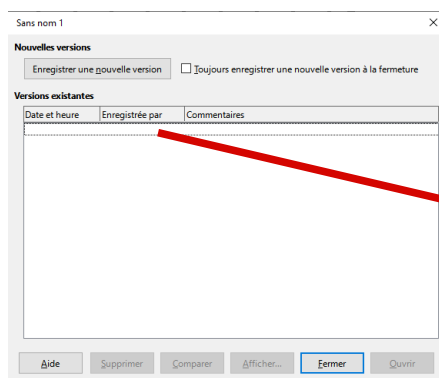 Sans nom 1
Nouvelles versions
Enregistrer une nouvelle version Toujours enregistrer une nouvelle version à la fermeture
Versions existantes
Date et heure Enregistrée par Commentaires
Aide Supprimer Comparer Afficher... Fermer Ouvrir